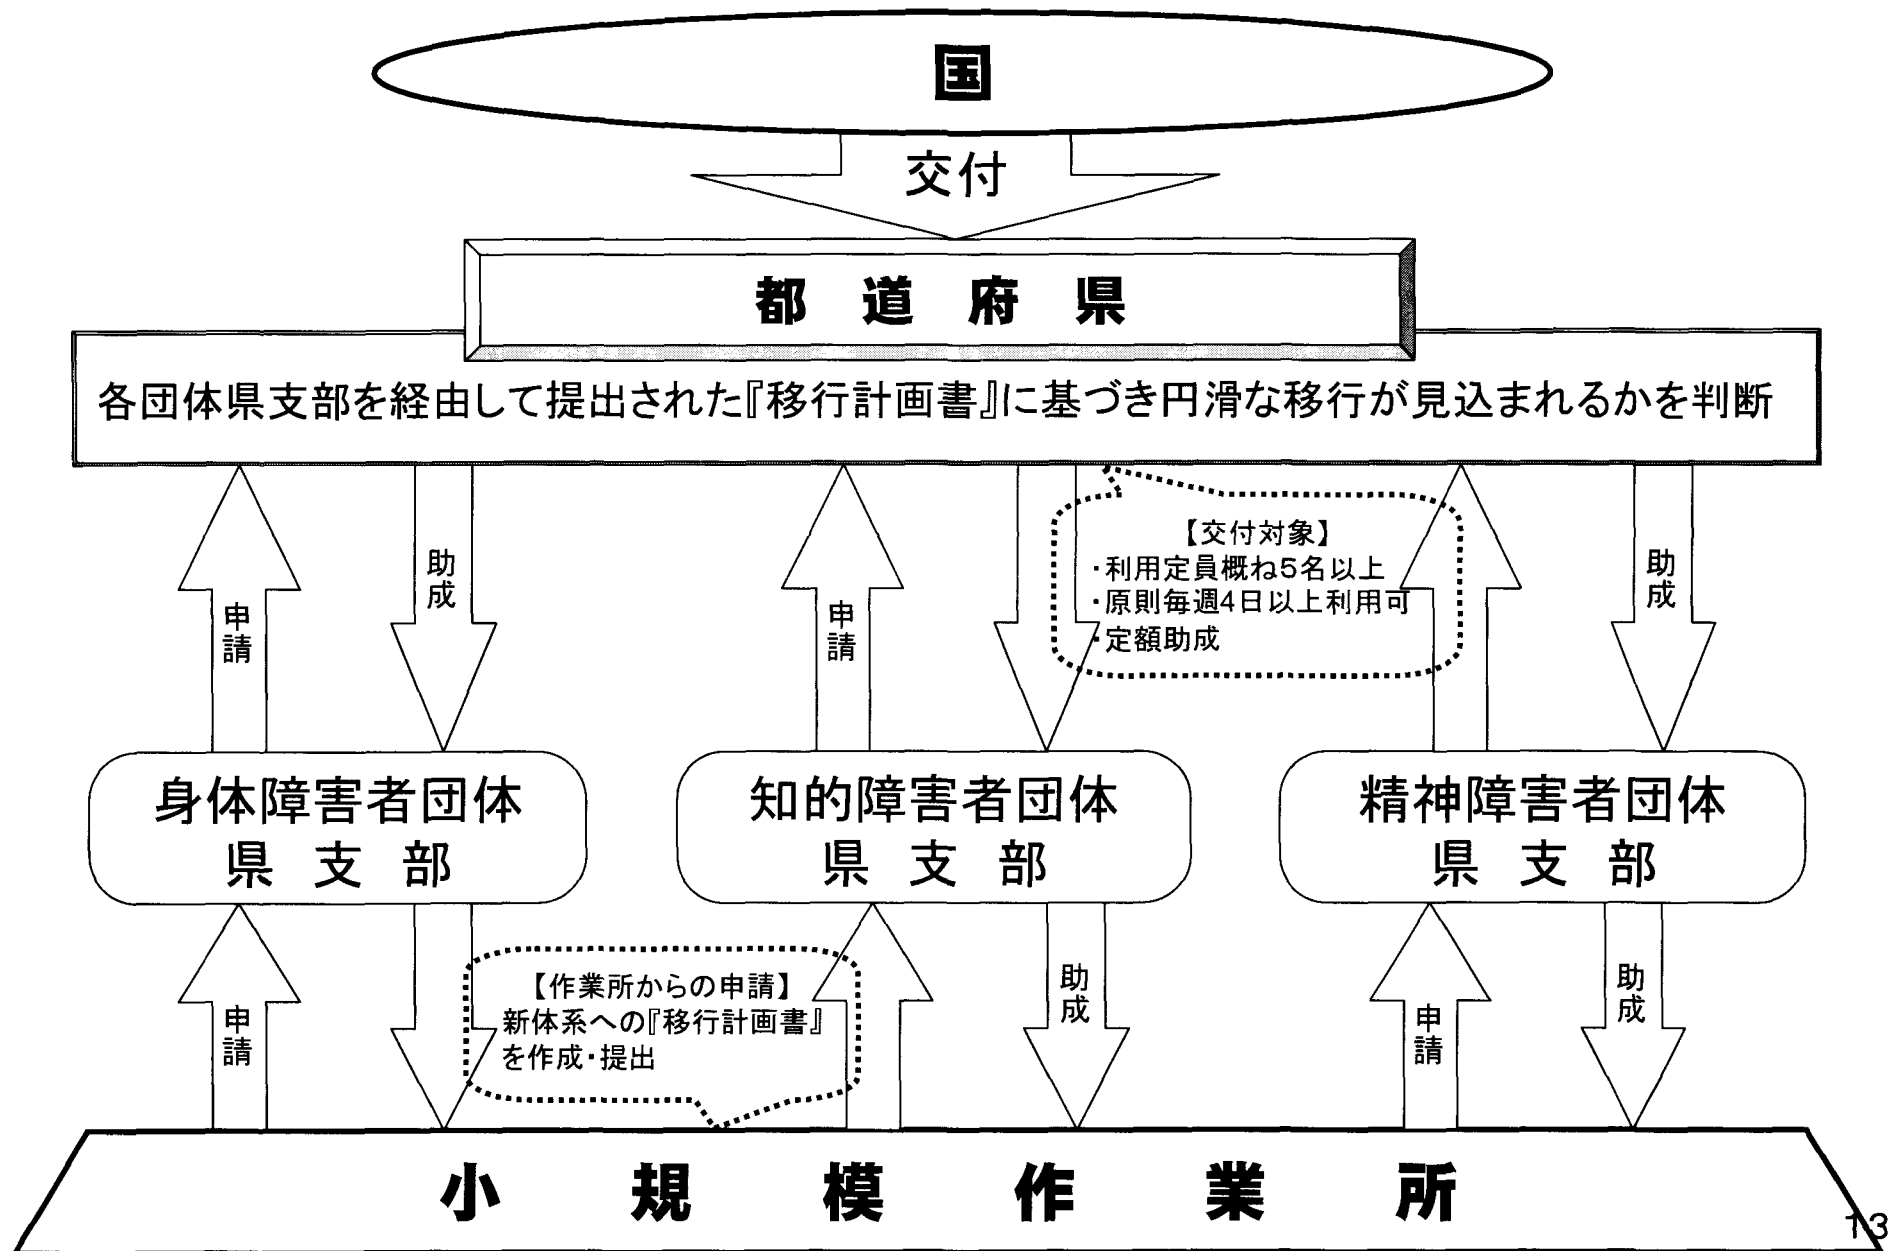 国
交付
都道府県
各団体県支部を経由して提出された『移行計画書』に基づき円滑な移行が見込まれるかを判断
申請
助成
申請
【交付対象】
・利用定員概ね5名以上
・原則毎週4日以上利用可
・定額助成
助成
身体障害者団体
県支部
知的障害者団体
県支部
精神障害者団体
県支部
申請
【作業所からの申請】
新体系への『移行計画書』
を作成・提出
助成
申請
助成
小規模作業所
13